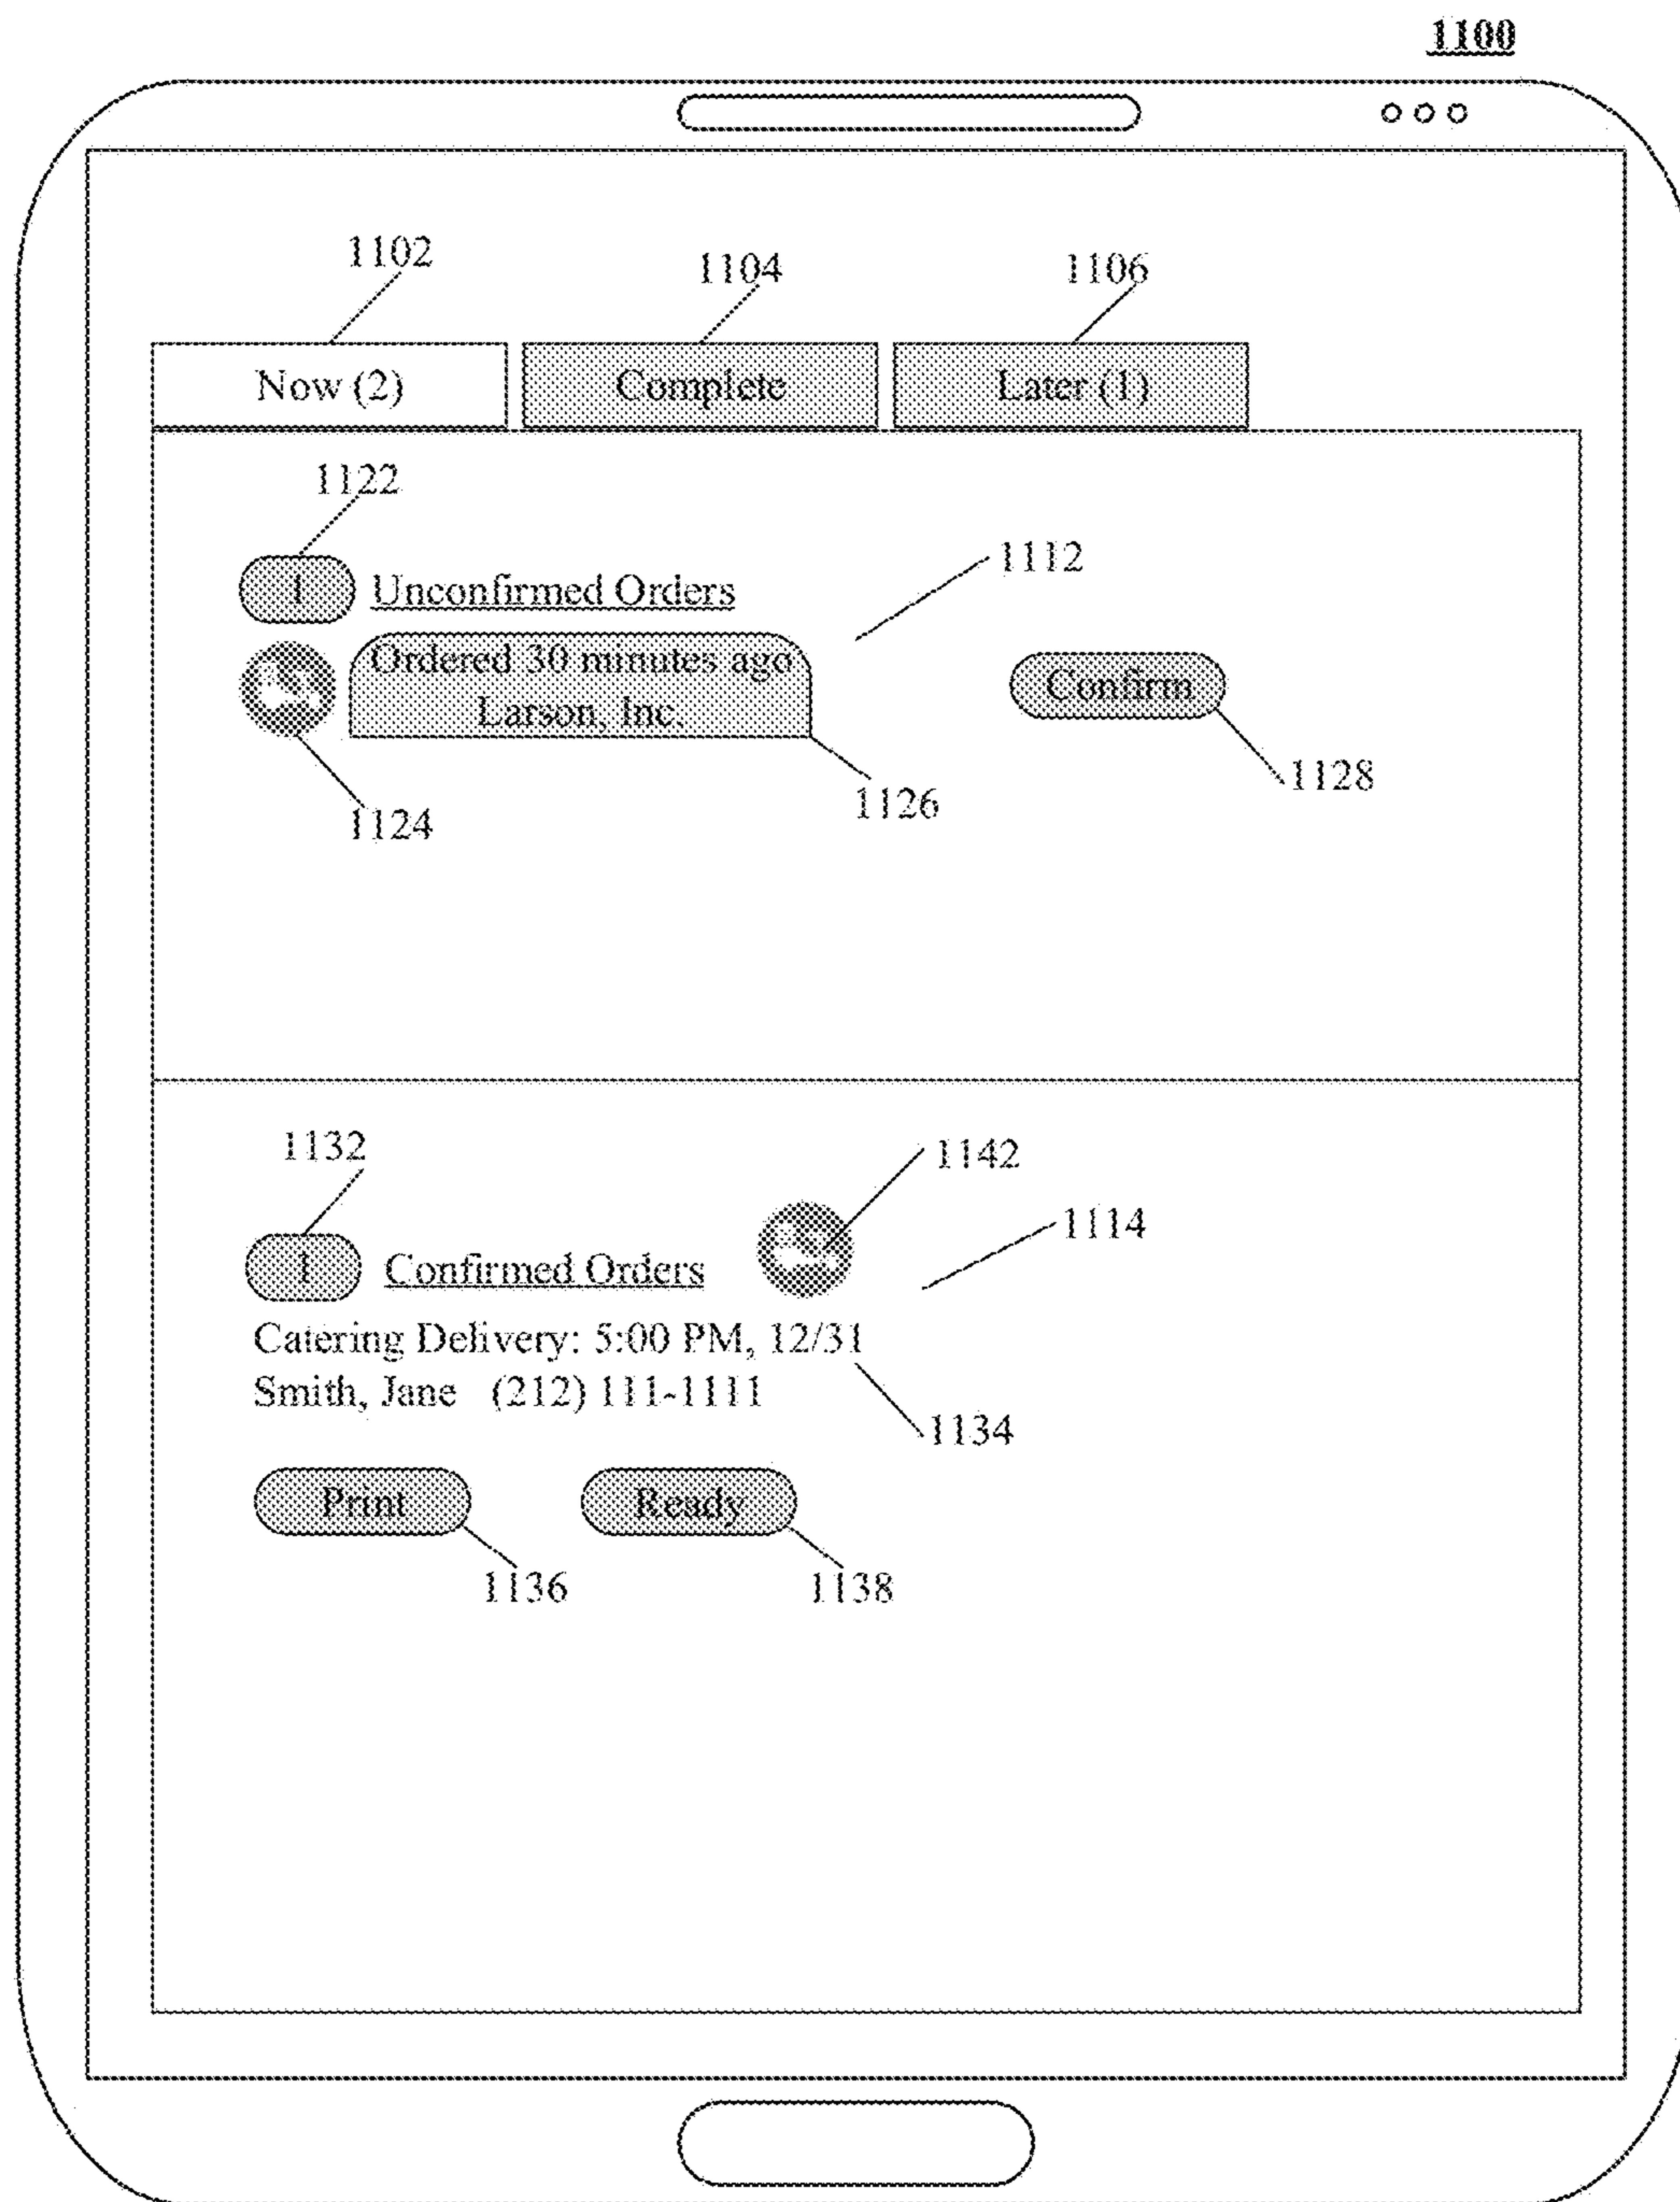 1100
1102
1104
1106
Now (2)
Complete
Later (1)
1122
1112
1 Unconfirmed Orders
Ordered 30 minutes ago
Larson, Inc.
Confirm
1128
1126
1124
1132
1142
1114
1 Confirmed Orders
Catering Delivery: 5:00 PM, 12/31
Smith, Jane (212) 111-1111
1134
Print
Ready
1136
1138